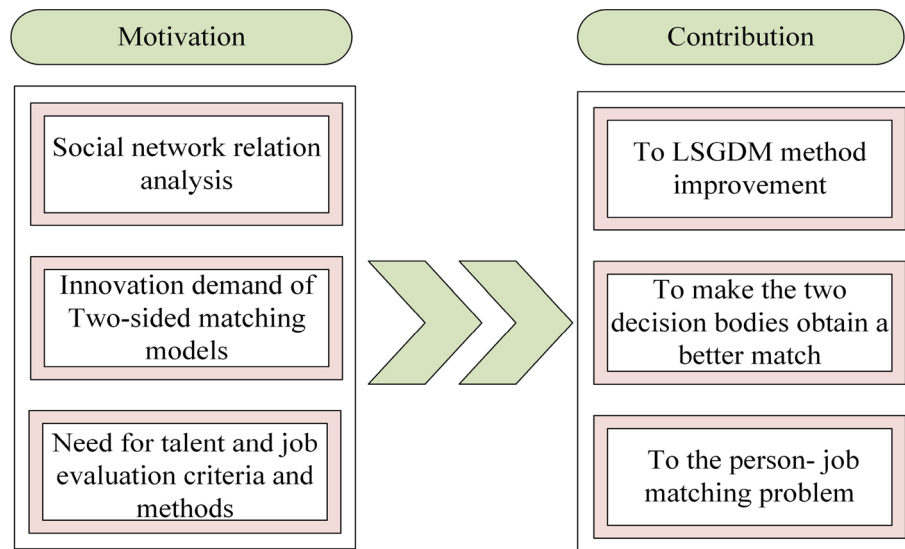 Motivation
Social network relation
analysis
Innovation demand of
Two-sided matching
models
Need for talent and job
evaluation criteria and
methods
Contribution
To LSGDM method
improvement
To make the two
decision bodies obtain a
better match
To the person- job
matching problem